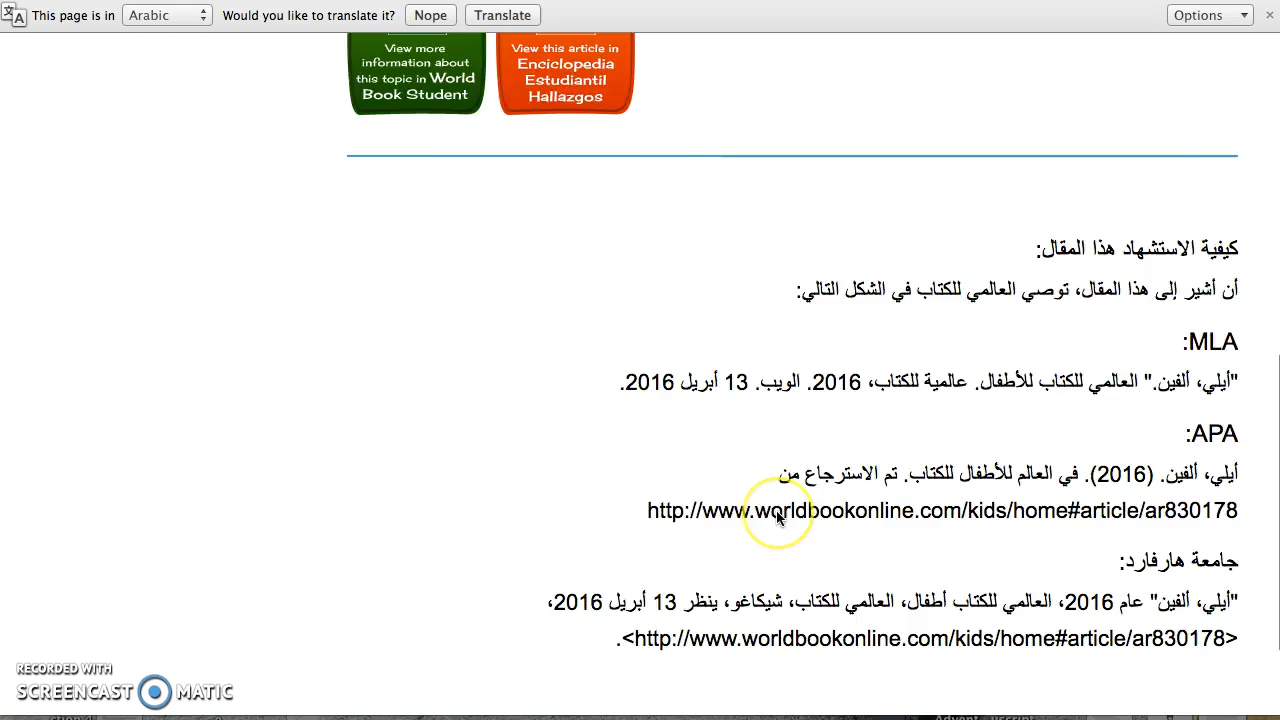 This page is in Arabic Would you like to translate it? Nope Translate Options ×
View more
information about
this topic in World
Book Student
View this article in
Enciclopedia
Estudiantil
Hallazgos
كيفية الاستشهاد هذا المقال:
أن أشير إلى هذا المقال، توصي العالمي للكتاب في الشكل التالي:
MLA:
"أيلي، ألفين." العالمي للكتاب للأطفال. عالمية للكتاب، 2016. الويب. 13 أبريل 2016.
APA:
أيلي، ألفين. (2016). في العالم للأطفال للكتاب. تم الاسترجاع من
http://www.worldbookonline.com/kids/home#article/ar830178
جامعة هارفارد:
"أيلي، ألفين" عام 2016، العالمي للكتاب أطفال، العالمي للكتاب، شيكاغو، ينظر 13 أبريل 2016،
<http://www.worldbookonline.com/kids/home#article/ar830178>.
RECORDED WITH
SCREENCAST MATIC